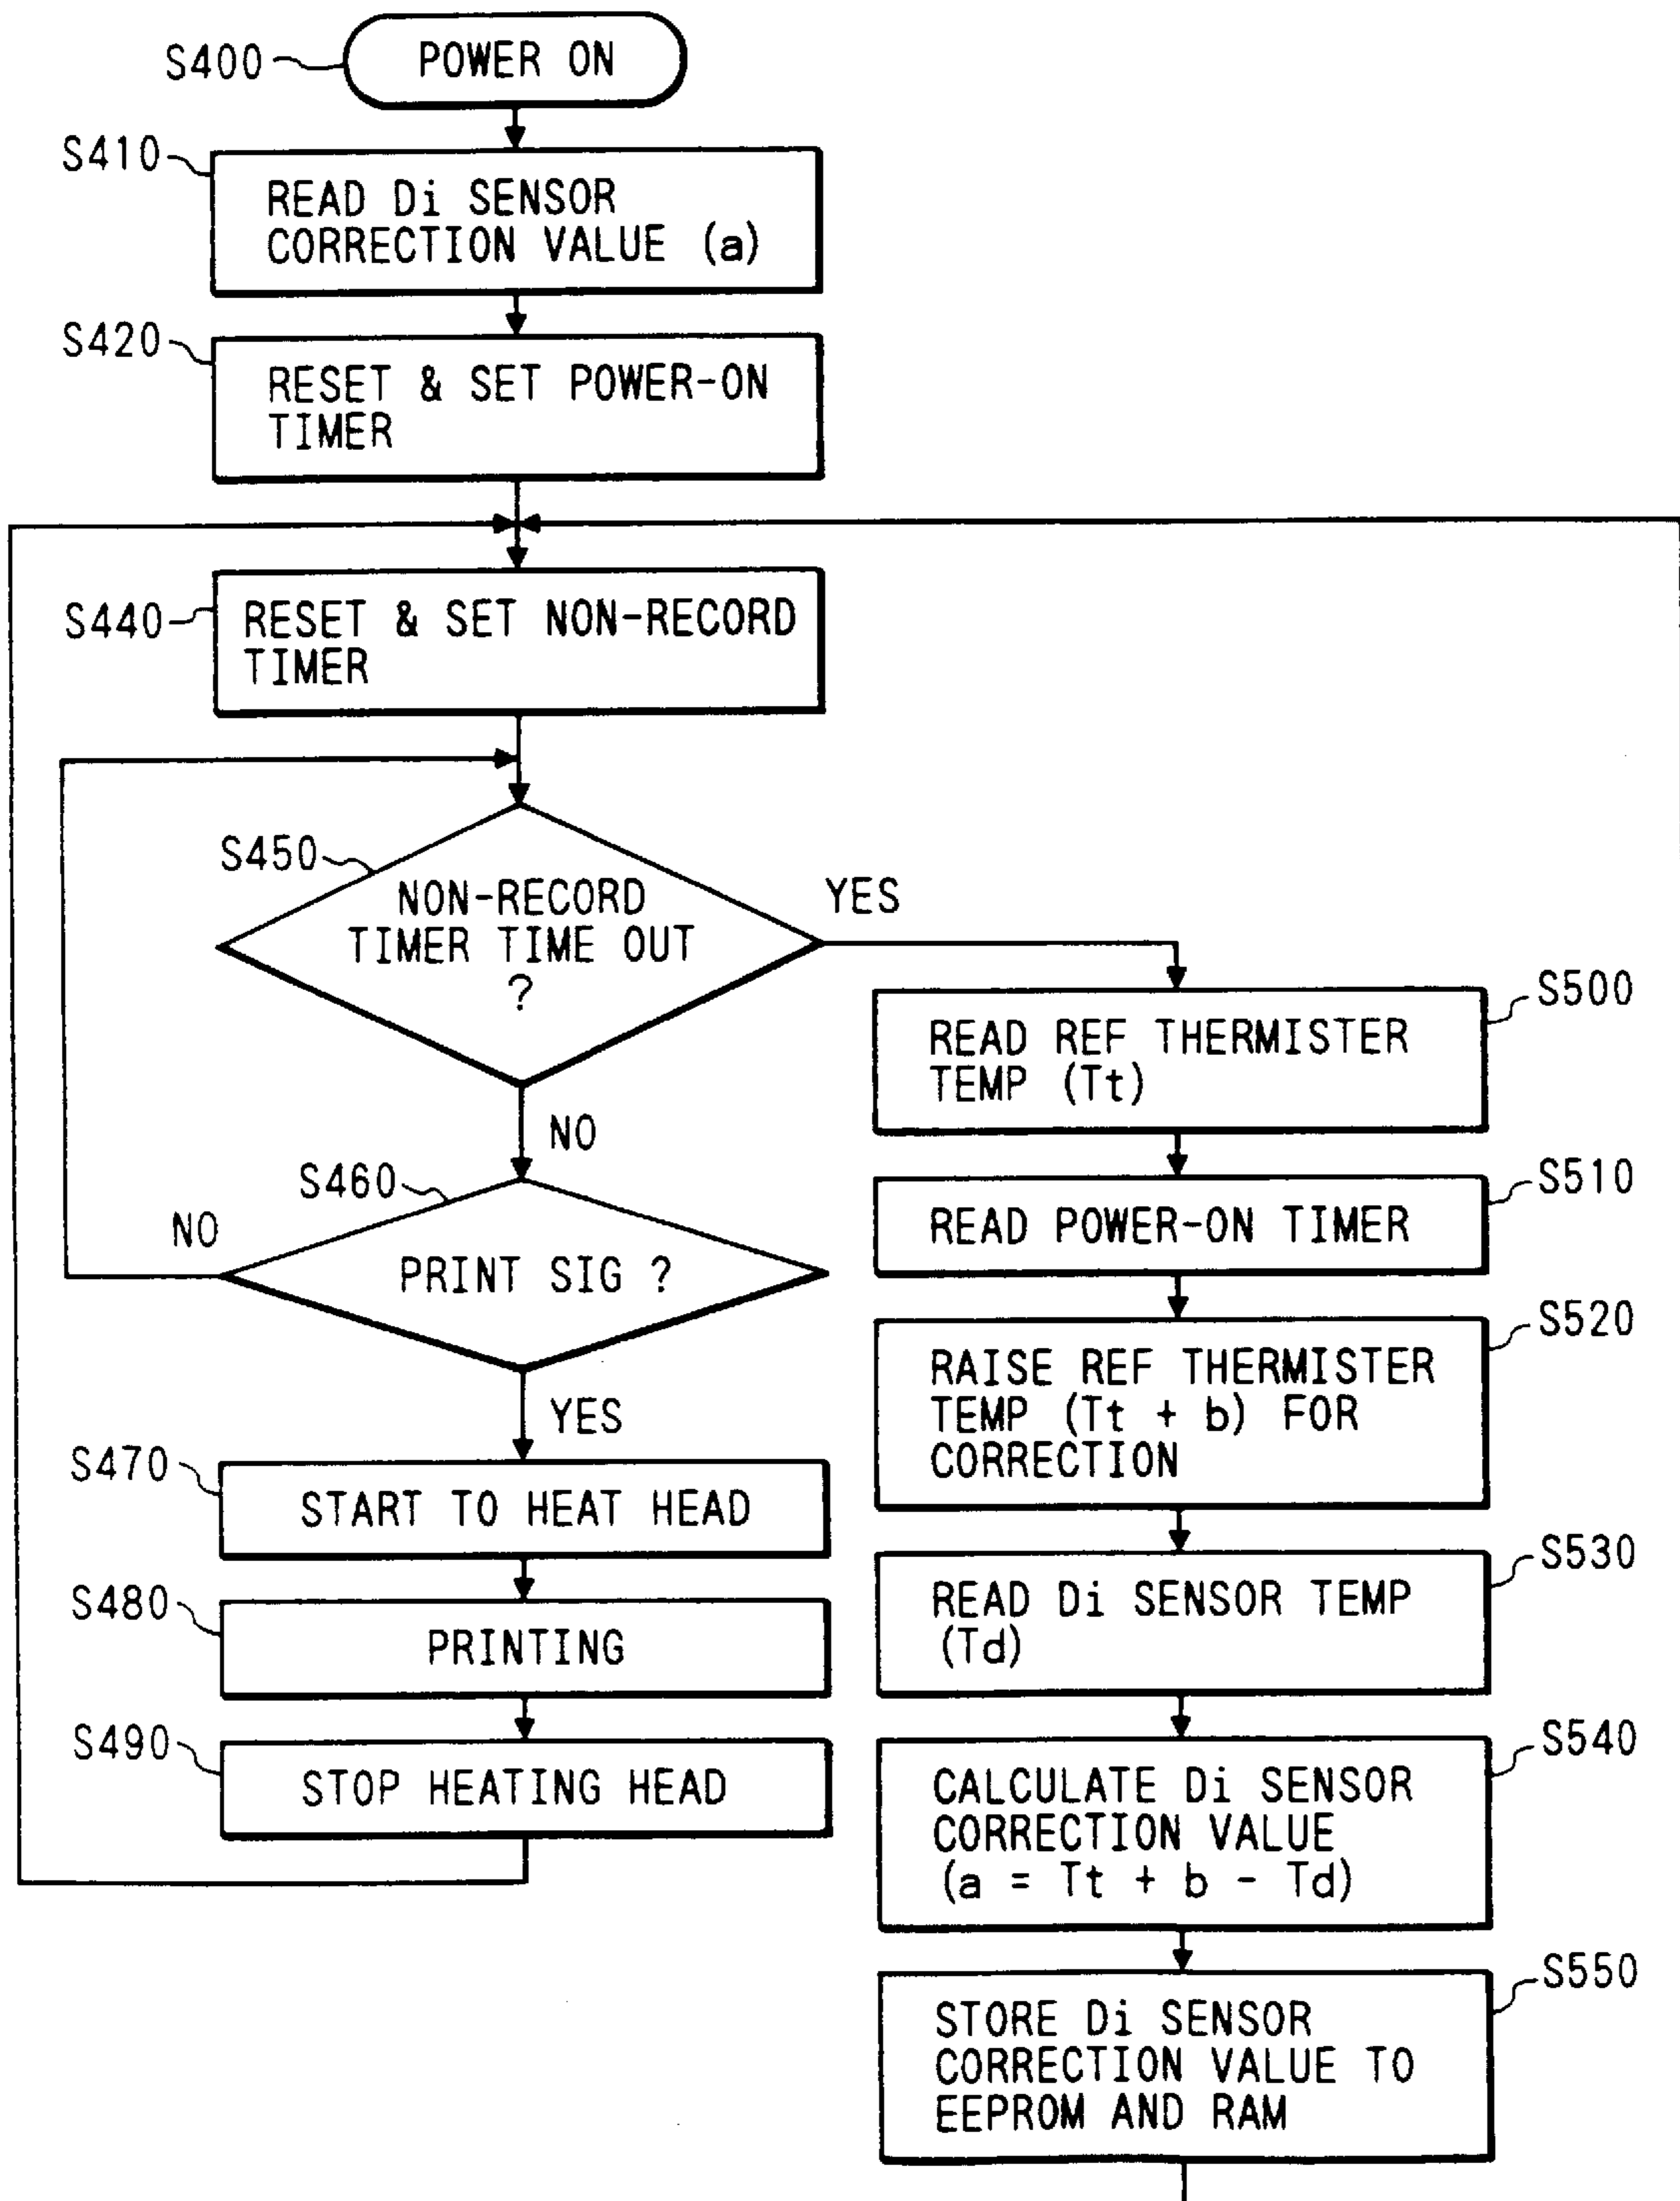 S400
POWER ON
S410
READ Di SENSOR
CORRECTION VALUE (a)
S420
RESET & SET POWER-ON
TIMER
S440
RESET & SET NON-RECORD
TIMER
S450
NON-RECORD
TIMER TIME OUT
?
YES
NO
S460
PRINT SIG ?
NO
YES
S470
START TO HEAT HEAD
S480
PRINTING
S490
STOP HEATING HEAD
S500
READ REF THERMISTER
TEMP (Tt)
S510
READ POWER-ON TIMER
S520
RAISE REF THERMISTER
TEMP (Tt + b) FOR
CORRECTION
S530
READ Di SENSOR TEMP
(Td)
S540
CALCULATE Di SENSOR
CORRECTION VALUE
(a = Tt + b - Td)
S550
STORE Di SENSOR
CORRECTION VALUE TO
EEPROM AND RAM